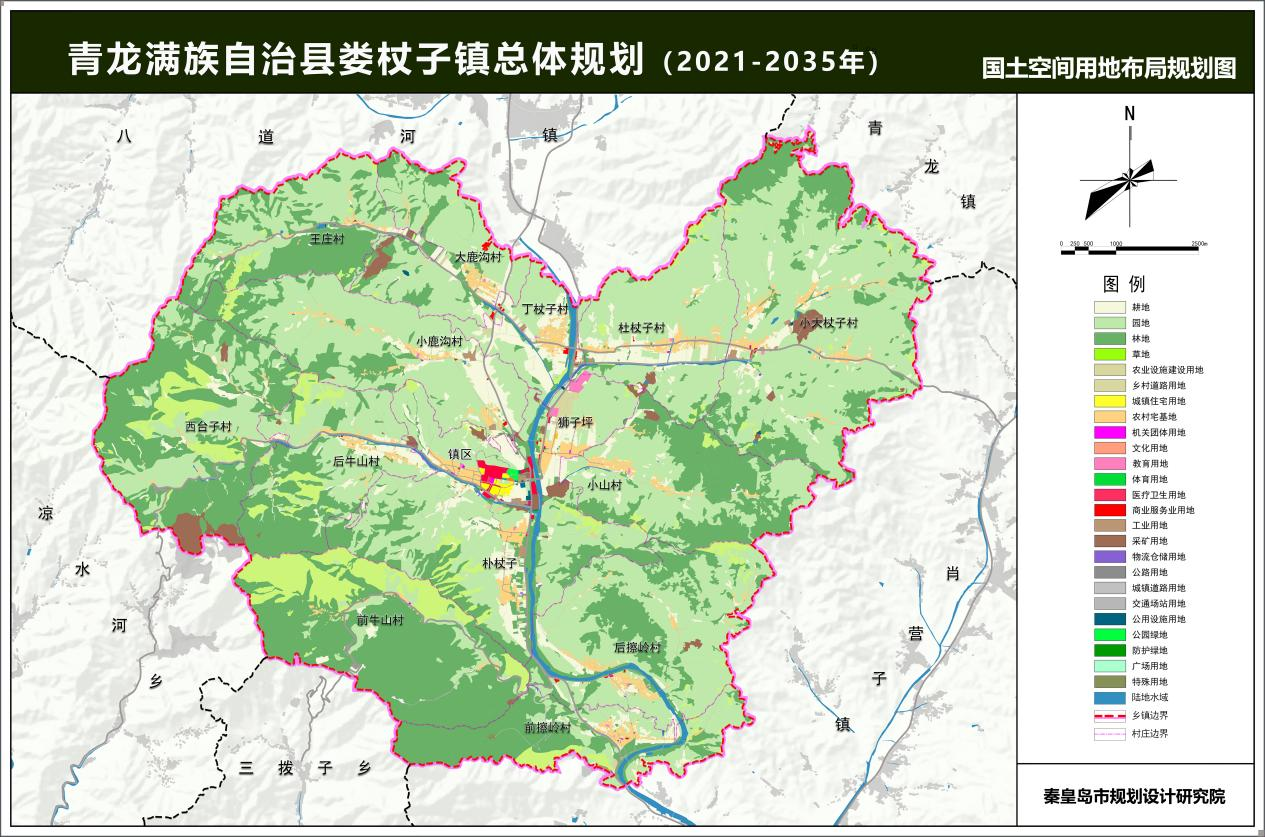 青龙满族自治县娄杖子镇总体规划（2021-2035年）
国土空间用地布局规划图
八道河镇
青龙镇
王庄村
大鹿沟村
丁杖子村
杜杖子村
小大杖子村
小鹿沟村
狮子坪
西台子村
后牛山村
镇区
小山村
朴杖子
前牛山村
后擦岭村
前擦岭村
凉水河乡
三拨子乡
肖营子镇
N
0 250 500 1000 2500m
图例
耕地
园地
林地
草地
农业设施建设用地
乡村道路用地
城镇住宅用地
农村宅基地
机关团体用地
文化用地
教育用地
体育用地
医疗卫生用地
商业服务业用地
工业用地
采矿用地
物流仓储用地
公路用地
城镇道路用地
交通场站用地
公用设施用地
公园绿地
防护绿地
广场用地
特殊用地
陆地水域
乡镇边界
村庄边界
秦皇岛市规划设计研究院